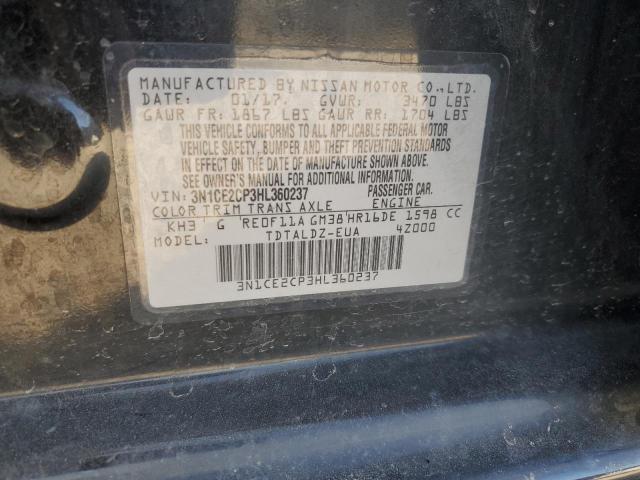 MANUFACTURED BY NISSAN MOTOR CO., LTD.
DATE: 01/17. GVWR: 3470 LBS
GAWR FR: 1867 LBS GAWR RR: 1704 LBS
THIS VEHICLE CONFORMS TO ALL APPLICABLE FEDERAL MOTOR
VEHICLE SAFETY, BUMPER AND THEFT PREVENTION STANDARDS
IN EFFECT ON THE DATE OF MANUFACTURE SHOWN ABOVE.
SEE OWNER'S MANUAL FOR ADDITIONAL INFORMATION.
VIN: 3N1CE2CP3HL360237 PASSENGER CAR.
COLOR TRIM TRANS AXLE ENGINE
KH3 G RE0F11A GM38 HR16DE 1598 CC
MODEL: TDTALDZ-EUA 4Z000
3N1CE2CP3HL360237